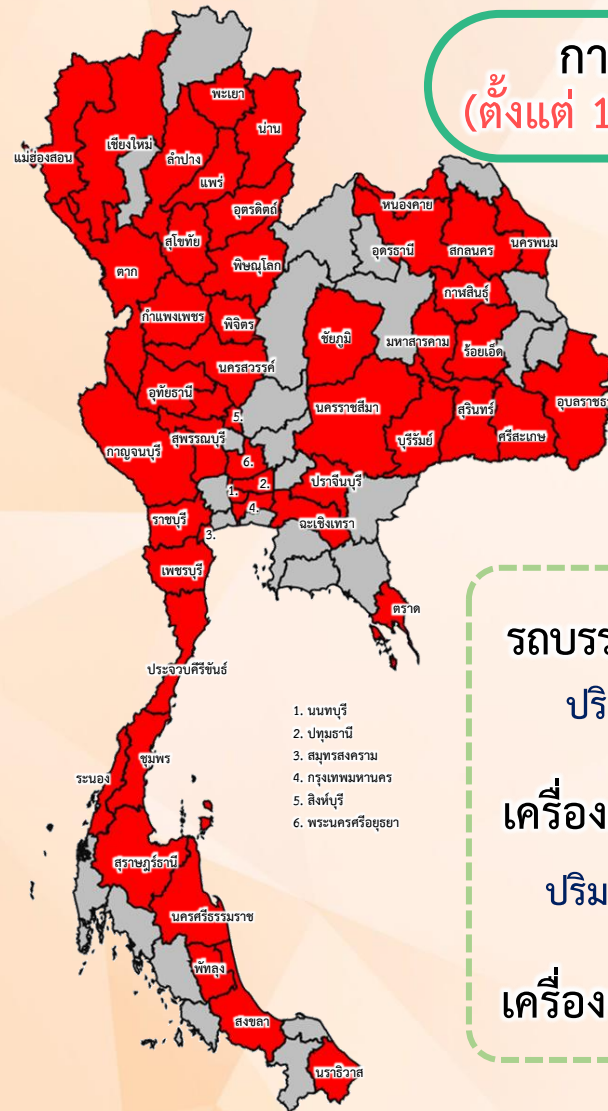 กา
(ตั้งแต่ 1
พะเยา
น่าน
เชียงใหม่
แม่ฮ่องสอน
ลำปาง
แพร่
อุตรดิตถ์
สุโขทัย
พิษณุโลก
ตาก
กำแพงเพชร
พิจิตร
นครสวรรค์
อุทัยธานี
หนองคาย
อุดรธานี
สกลนคร
นครพนม
กาฬสินธุ์
ชัยภูมิ
มหาสารคาม
ร้อยเอ็ด
นครราชสีมา
บุรีรัมย์
สุรินทร์
ศรีสะเกษ
อุบลราชธ
5.
สุพรรณบุรี
กาญจนบุรี
6.
ปราจีนบุรี
2.
1.
4.
ฉะเชิงเทรา
ราชบุรี
3.
เพชรบุรี
ตราด
ประจวบคีรีขันธ์
ชุมพร
ระนอง
สุราษฎร์ธานี
นครศรีธรรมราช
พัทลุง
สงขลา
นราธิวาส
1. นนทบุรี
2. ปทุมธานี
3. สมุทรสงคราม
4. กรุงเทพมหานคร
5. สิงห์บุรี
6. พระนครศรีอยุธยา
รถบรร
ปริ
เครื่อง
ปริม
เครื่อง